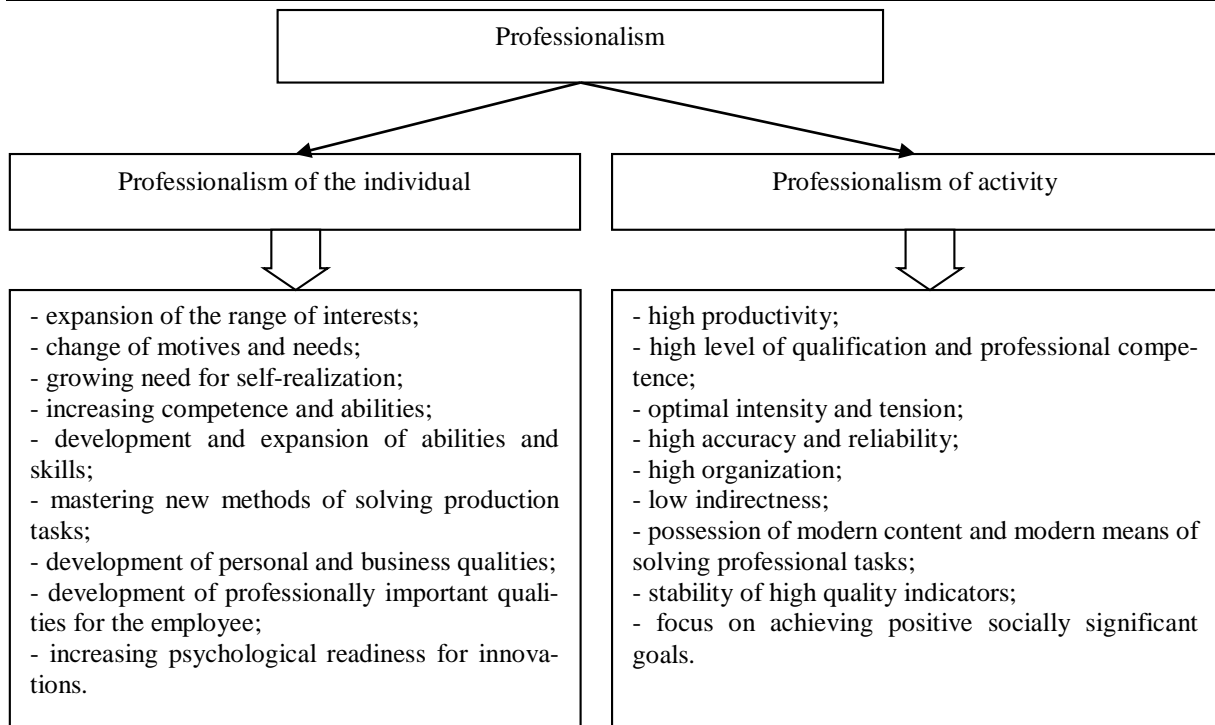 Professionalism
Professionalism of the individual
Professionalism of activity
- expansion of the range of interests;
- change of motives and needs;
- growing need for self-realization;
- increasing competence and abilities;
- development and expansion of abilities and
skills;
- mastering new methods of solving production
tasks;
- development of personal and business qualities;
- development of professionally important quali-
ties for the employee;
- increasing psychological readiness for innova-
tions.
- high productivity;
- high level of qualification and professional compe-
tence;
- optimal intensity and tension;
- high accuracy and reliability;
- high organization;
- low indirectness;
- possession of modern content and modern means of
solving professional tasks;
- stability of high quality indicators;
- focus on achieving positive socially significant
goals.